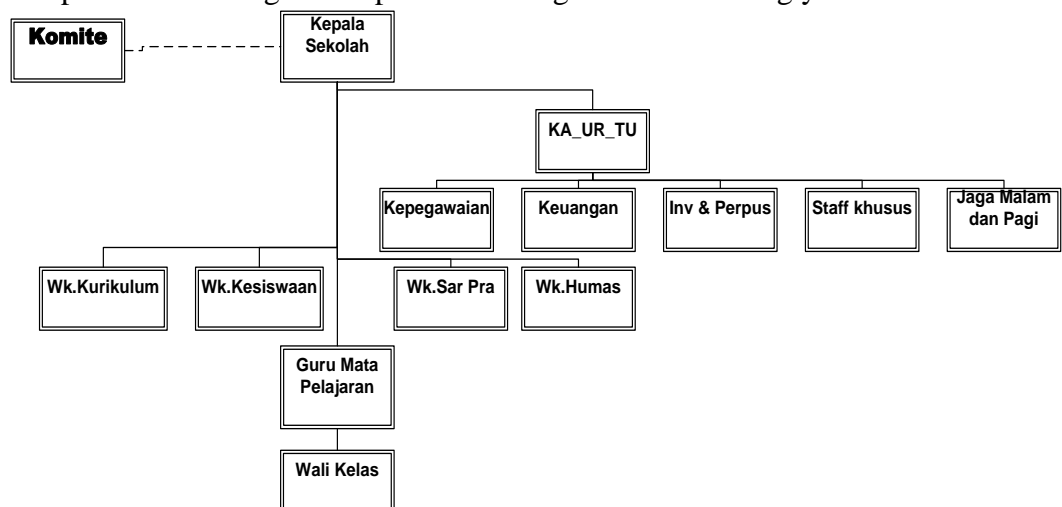 Komite
Kepala
Sekolah
KA_UR_TU
Kepegawaian
Keuangan
Inv & Perpus
Staff khusus
Jaga Malam
dan Pagi
Wk.Kurikulum
Wk.Kesiswaan
Wk.Sar Pra
Wk.Humas
Guru Mata
Pelajaran
Wali Kelas